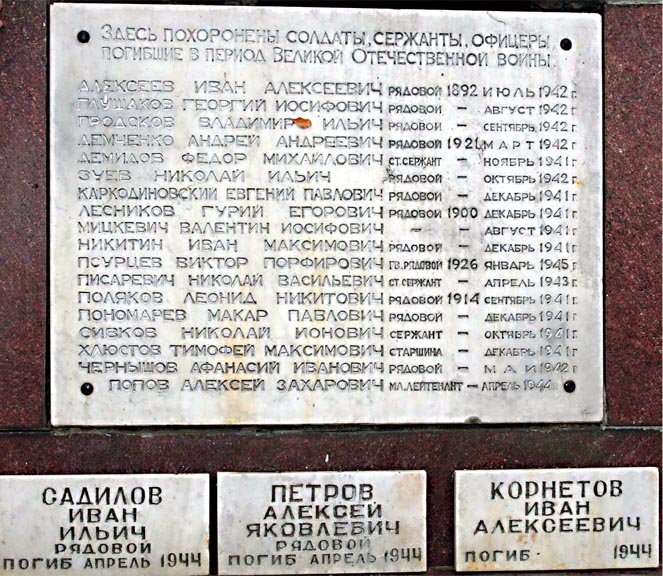 ЗДЕСЬ ПОХОРОНЕНЫ СОЛДАТЫ, СЕРЖАНТЫ, ОФИЦЕРЫ
ПОГИБШИЕ В ПЕРИОД ВЕЛИКОЙ ОТЕЧЕСТВЕННОЙ ВОЙНЫ
АЛЕКСЕЕВ ИВАН АЛЕКСЕЕВИЧ РЯДОВОЙ 1892 ИЮЛЬ 1942 г.
ГЛУШАКОВ ГЕОРГИЙ ИОСИФОВИЧ РЯДОВОЙ – АВГУСТ 1942 г.
ГРОДСКОВ ВЛАДИМИР ИЛЬИЧ РЯДОВОЙ – СЕНТЯБРЬ 1942 г.
ДЕМЧЕНКО АНДРЕЙ АНДРЕЕВИЧ РЯДОВОЙ 1921 МАРТ 1942 г.
ДЕМИДОВ ФЕДОР МИХАЙЛОВИЧ СТ.СЕРЖАНТ – НОЯБРЬ 1941 г.
ЗУЕВ НИКОЛАЙ ИЛЬИЧ РЯДОВОЙ – ОКТЯБРЬ 1942 г.
КАРКОДИНОВСКИЙ ЕВГЕНИЙ ПАВЛОВИЧ РЯДОВОЙ – ДЕКАБРЬ 1941 г.
ЛЕСНИКОВ ГУРИЙ ЕГОРОВИЧ РЯДОВОЙ 1900 ДЕКАБРЬ 1941 г.
МИЦКЕВИЧ ВАЛЕНТИН ИОСИФОВИЧ – – АВГУСТ 1941 г.
НИКИТИН ИВАН МАКСИМОВИЧ РЯДОВОЙ – ДЕКАБРЬ 1941 г.
ПСУРЦЕВ ВИКТОР ПОРФИРОВИЧ ГВ.РЯДОВОЙ 1926 ЯНВАРЬ 1945 г.
ПИСАРЕВИЧ НИКОЛАЙ ВАСИЛЬЕВИЧ СТ.СЕРЖАНТ – АПРЕЛЬ 1943 г.
ПОЛЯКОВ ЛЕОНИД НИКИТОВИЧ РЯДОВОЙ 1914 СЕНТЯБРЬ 1941 г.
ПОНОМАРЕВ МАКАР ПАВЛОВИЧ РЯДОВОЙ – ДЕКАБРЬ 1941 г.
СИВКОВ НИКОЛАЙ ИОНОВИЧ СЕРЖАНТ – ОКТЯБРЬ 1941 г.
ХЛЮСТОВ ТИМОФЕЙ МАКСИМОВИЧ СТАРШИНА – ДЕКАБРЬ 1941 г.
ЧЕРНЫШОВ АФАНАСИЙ ИВАНОВИЧ РЯДОВОЙ – МАЙ 1942 г.
ПОПОВ АЛЕКСЕЙ ЗАХАРОВИЧ МЛ.ЛЕЙТЕНАНТ – АПРЕЛЬ 1944 г.
САДИЛОВ
ИВАН
ИЛЬИЧ
РЯДОВОЙ
ПОГИБ АПРЕЛЬ 1944
ПЕТРОВ
АЛЕКСЕЙ
ЯКОВЛЕВИЧ
РЯДОВОЙ
ПОГИБ АПРЕЛЬ 1944
КОРНЕТОВ
ИВАН
АЛЕКСЕЕВИЧ
ПОГИБ 1944